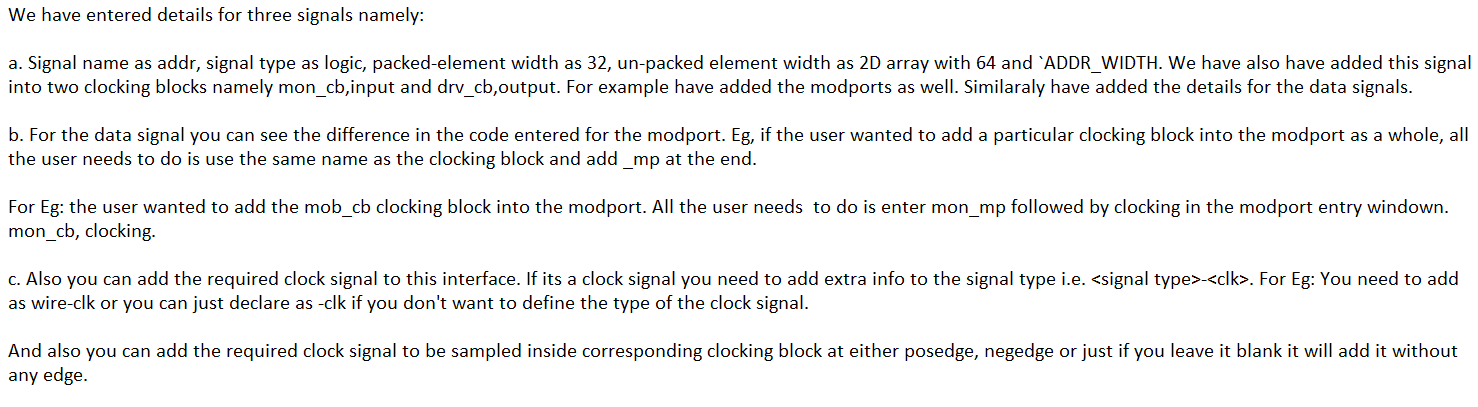 We have entered details for three signals namely:
a. Signal name as addr, signal type as logic, packed-element width as 32, un-packed element width as 2D array with 64 and `ADDR_WIDTH. We have also have added this signal
into two clocking blocks namely mon_cb,input and drv_cb,output. For example have added the modports as well. Similaraly have added the details for the data signals.
b. For the data signal you can see the difference in the code entered for the modport. Eg, if the user wanted to add a particular clocking block into the modport as a whole, all
the user needs to do is use the same name as the clocking block and add _mp at the end.
For Eg: the user wanted to add the mob_cb clocking block into the modport. All the user needs  to do is enter mon_mp followed by clocking in the modport entry windown.
mon_cb, clocking.
c. Also you can add the required clock signal to this interface. If its a clock signal you need to add extra info to the signal type i.e. <signal type>-<clk>. For Eg: You need to add
as wire-clk or you can just declare as -clk if you don't want to define the type of the clock signal.
And also you can add the required clock signal to be sampled inside corresponding clocking block at either posedge, negedge or just if you leave it blank it will add it without
any edge.